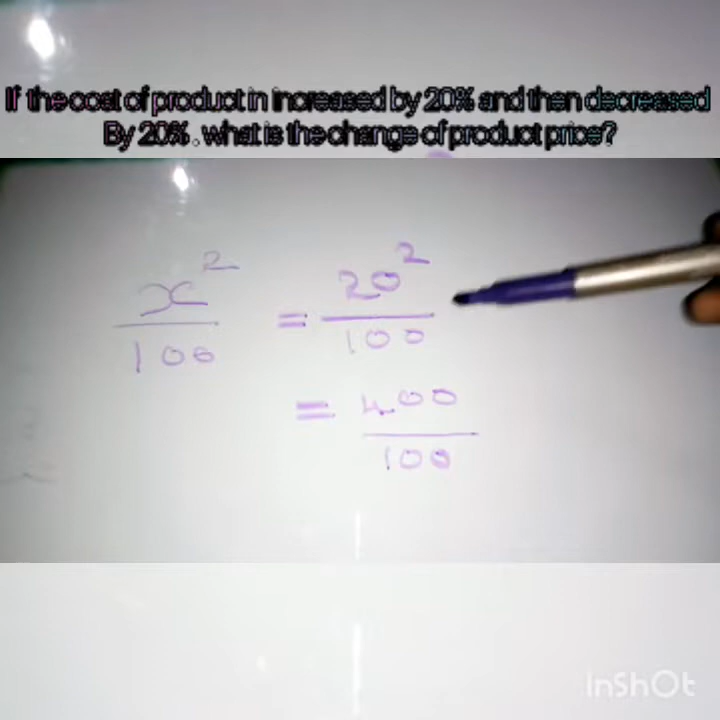 If the cost of product in increased by 20% and then decreased
By 20% . what is the change of product price?
x² / 100 = 20² / 100
= 400 / 100
InShOt